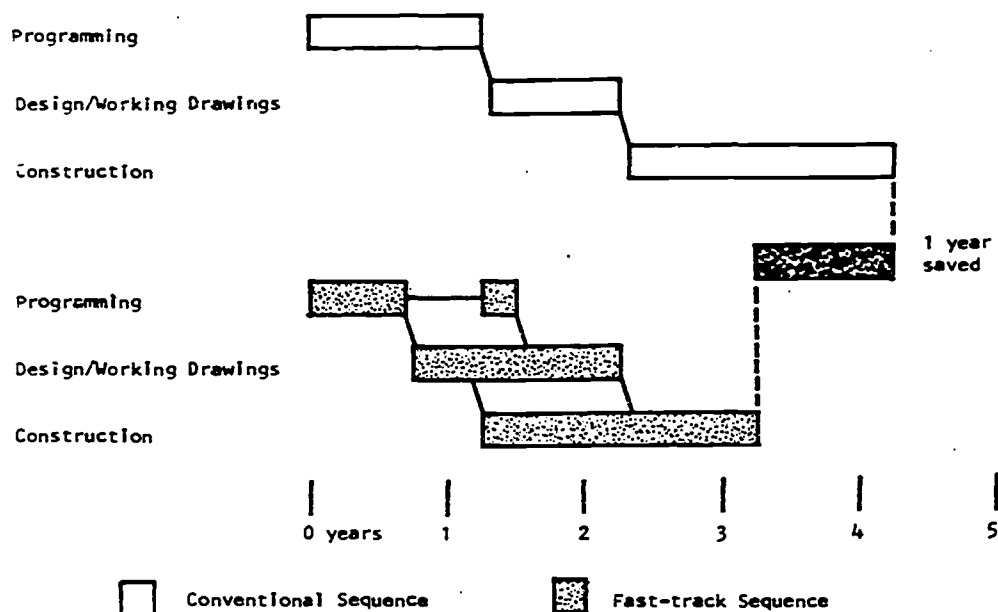 Programming
Design/Working Drawings
Construction
1 year
saved
Programming
Design/Working Drawings
Construction
0 years 1 2 3 4 5
Conventional Sequence Fast-track Sequence